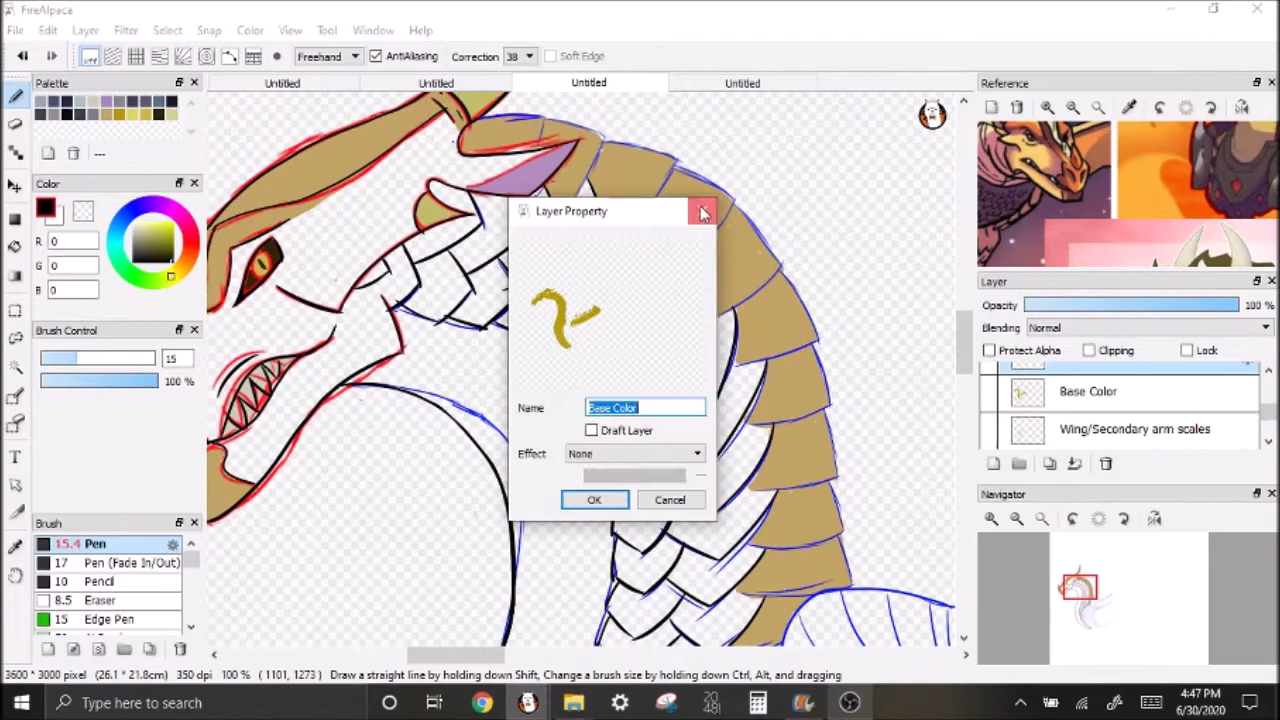 FireAlpaca
File Edit Layer Filter Select Snap Color View Tool Window Help
off Freehand AntiAliasing Correction 38 Soft Edge
Palette
Untitled Untitled Untitled Untitled
Reference
---
Color
R 0
G 0
B 0
Layer Property
Name Base Color
Draft Layer
Effect None
---
OK Cancel
Layer
Opacity 100 %
Blending Normal
Protect Alpha Clipping Lock
Base Color
Wing/Secondary arm scales
Brush Control
15
100 %
Navigator
Brush
15.4 Pen
17 Pen (Fade In/Out)
10 Pencil
8.5 Eraser
15 Edge Pen
3600 * 3000 pixel (26.1 * 21.8cm) 350 dpi 100 % ( 1101, 1273 ) Draw a straight line by holding down Shift, Change a brush size by holding down Ctrl, Alt, and dragging
Type here to search
4:47 PM
6/30/2020